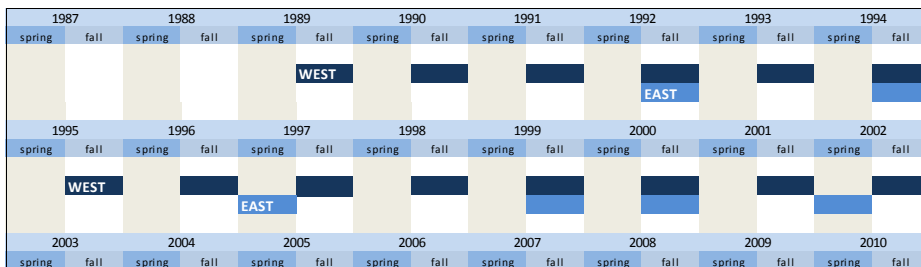 1987 1988 1989 1990 1991 1992 1993 1994
spring fall spring fall spring fall spring fall spring fall spring fall spring fall spring fall
WEST
EAST
1995 1996 1997 1998 1999 2000 2001 2002
spring fall spring fall spring fall spring fall spring fall spring fall spring fall spring fall
WEST
EAST
2003 2004 2005 2006 2007 2008 2009 2010
spring fall spring fall spring fall spring fall spring fall spring fall spring fall spring fall